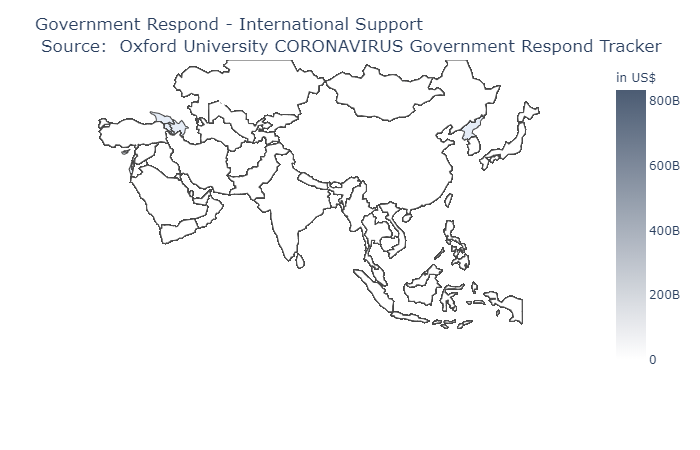 Government Respond - International Support
Source:  Oxford University CORONAVIRUS Government Respond Tracker
in US$
800B
600B
400B
200B
0